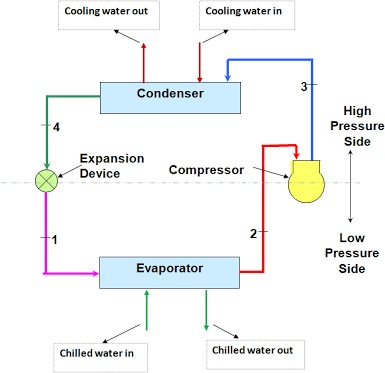 Cooling water out
Cooling water in
Condenser
3
High
Pressure
Side
4
Expansion
Device
Compressor
1
2
Low
Pressure
Side
Evaporator
Chilled water in
Chilled water out